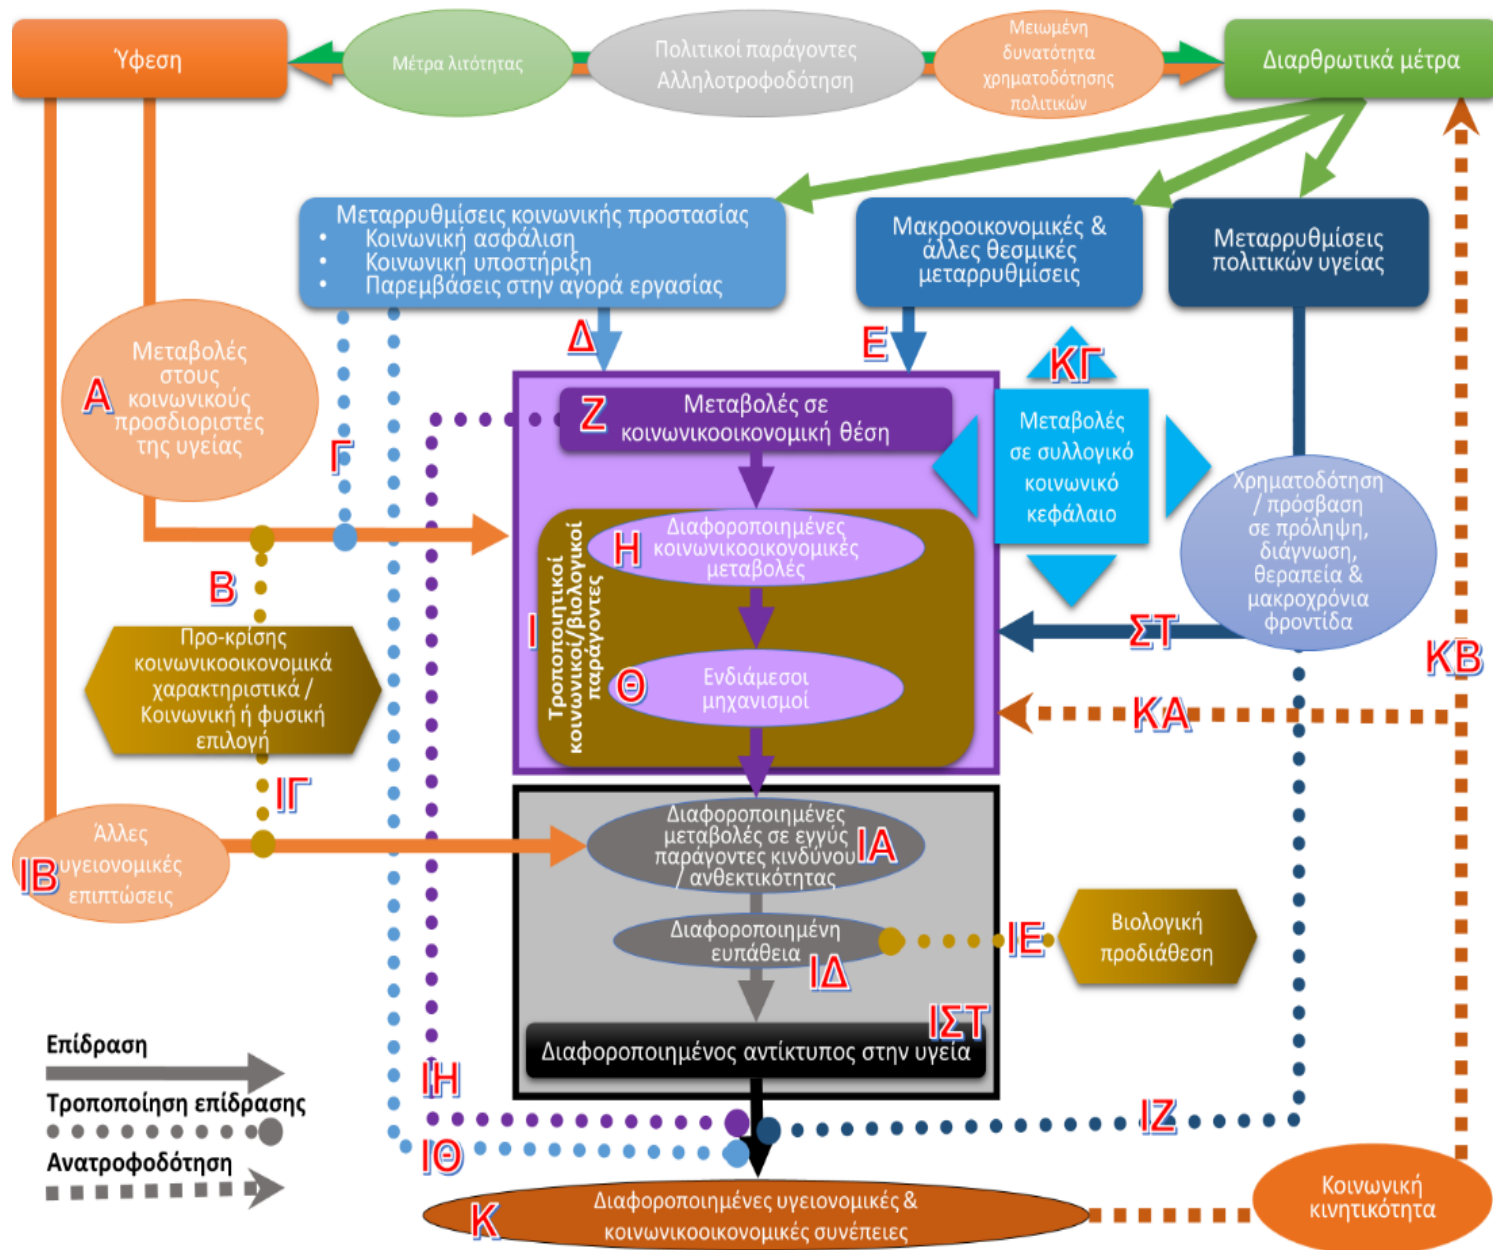 Ύφεση
Μέτρα λιτότητας
Πολιτικοί παράγοντες
Αλληλοτροφοδότηση
Μειωμένη
δυνατότητα
χρηματοδότησης
πολιτικών
Διαρθρωτικά μέτρα
Μεταρρυθμίσεις κοινωνικής προστασίας
• Κοινωνική ασφάλιση
• Κοινωνική υποστήριξη
• Παρεμβάσεις στην αγορά εργασίας
Μακροοικονομικές &
άλλες θεσμικές
μεταρρυθμίσεις
Μεταρρυθμίσεις
πολιτικών υγείας
Δ
Ε
ΚΓ
Α
Μεταβολές
στους
κοινωνικούς
προσδιοριστές
της υγείας
Γ
Ζ
Μεταβολές σε
κοινωνικοοικονομική θέση
Μεταβολές
σε συλλογικό
κοινωνικό
κεφάλαιο
Χρηματοδότηση
/ πρόσβαση
σε πρόληψη,
διάγνωση,
θεραπεία &
μακροχρόνια
φροντίδα
Η
Διαφοροποιημένες
κοινωνικοοικονομικές
μεταβολές
Ι
Τροποποιητικοί
κοινωνικοί/βιολογικοί
παράγοντες
Β
ΣΤ
Προ-κρίσης
κοινωνικοοικονομικά
χαρακτηριστικά /
Κοινωνική ή φυσική
επιλογή
Θ
Ενδιάμεσοι
μηχανισμοί
ΚΒ
ΚΑ
ΙΓ
ΙΒ
Άλλες
υγειονομικές
επιπτώσεις
Διαφοροποιημένες
μεταβολές σε εγγύς
παράγοντες κινδύνου
/ ανθεκτικότητας
ΙΑ
Διαφοροποιημένη
ευπάθεια
ΙΔ
ΙΕ
Βιολογική
προδιάθεση
ΙΣΤ
Διαφοροποιημένος αντίκτυπος στην υγεία
Επίδραση
Τροποποίηση επίδρασης
Ανατροφοδότηση
ΙΗ
ΙΖ
ΙΘ
Κ
Διαφοροποιημένες υγειονομικές &
κοινωνικοοικονομικές συνέπειες
Κοινωνική
κινητικότητα